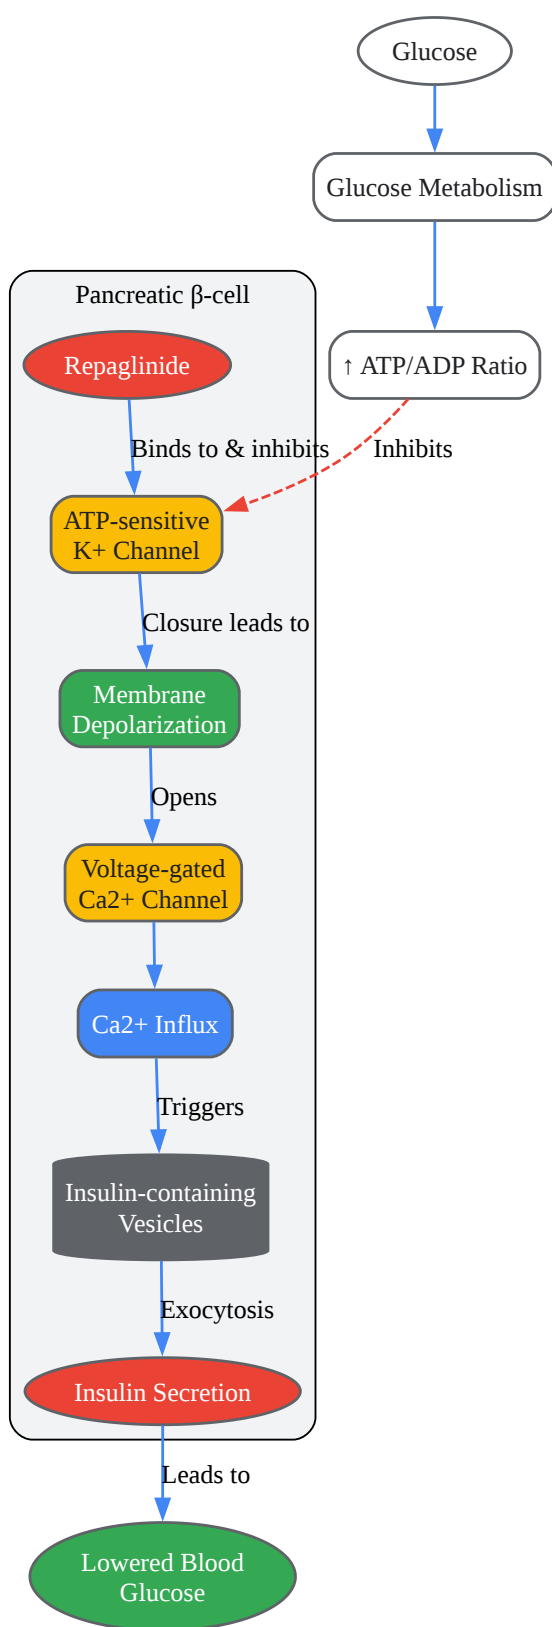 Glucose
Glucose Metabolism
Pancreatic β-cell
Repaglinide
↑ ATP/ADP Ratio
Binds to & inhibits
Inhibits
ATP-sensitive
K+ Channel
Closure leads to
Membrane
Depolarization
Opens
Voltage-gated
Ca2+ Channel
Ca2+ Influx
Triggers
Insulin-containing
Vesicles
Exocytosis
Insulin Secretion
Leads to
Lowered Blood
Glucose